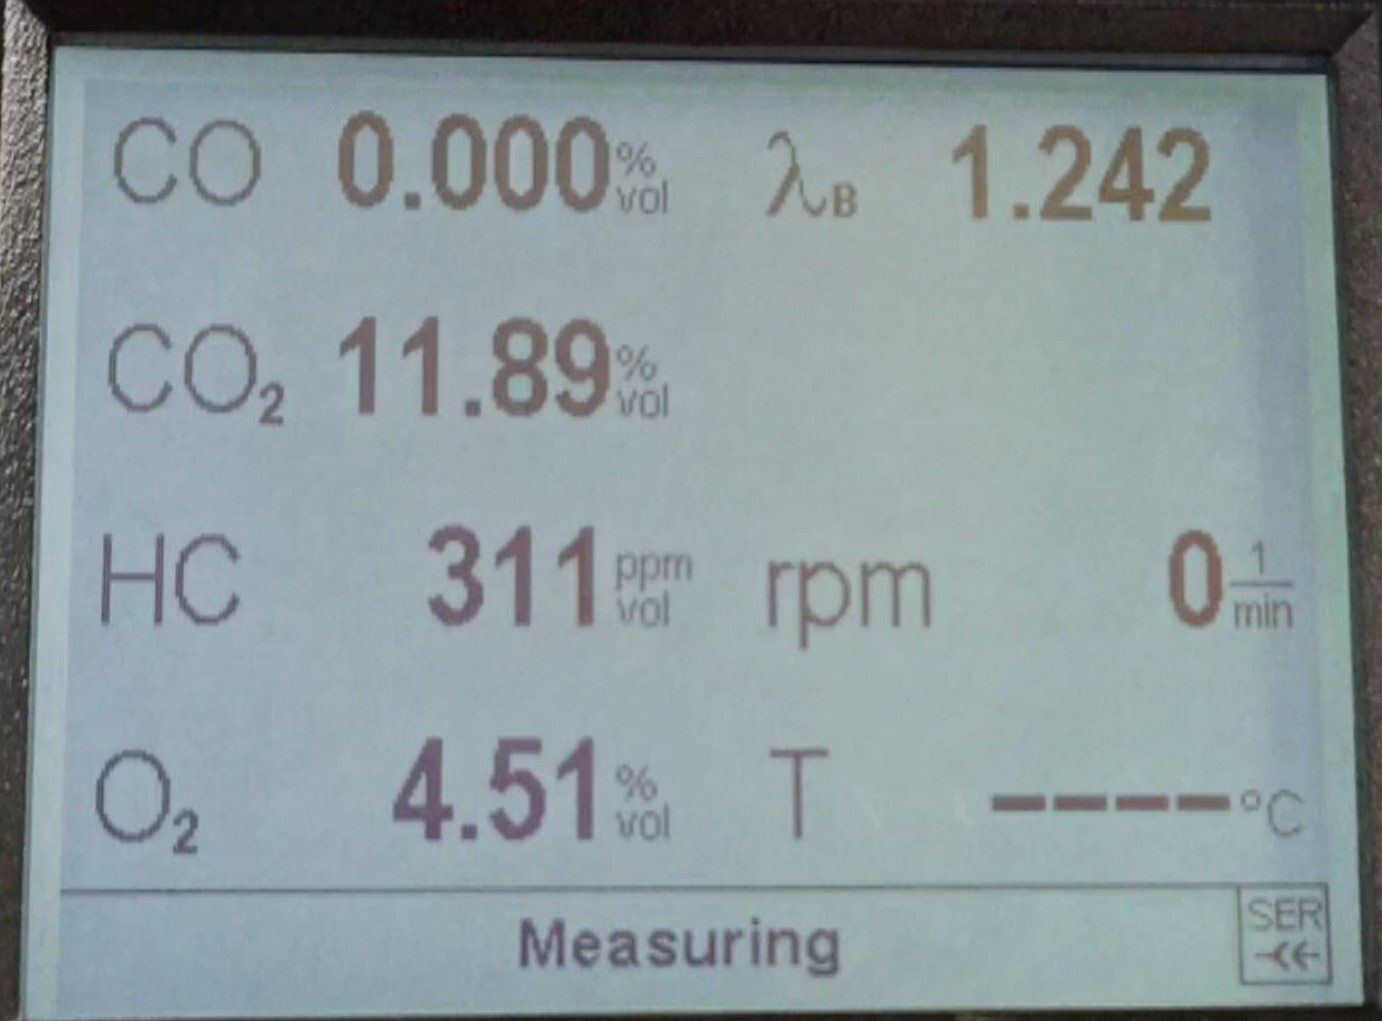 CO 0.000 % vol λB 1.242
CO2 11.89 % vol
HC 311 ppm vol rpm 0 1/min
O2 4.51 % vol T ---- °C
Measuring
SER